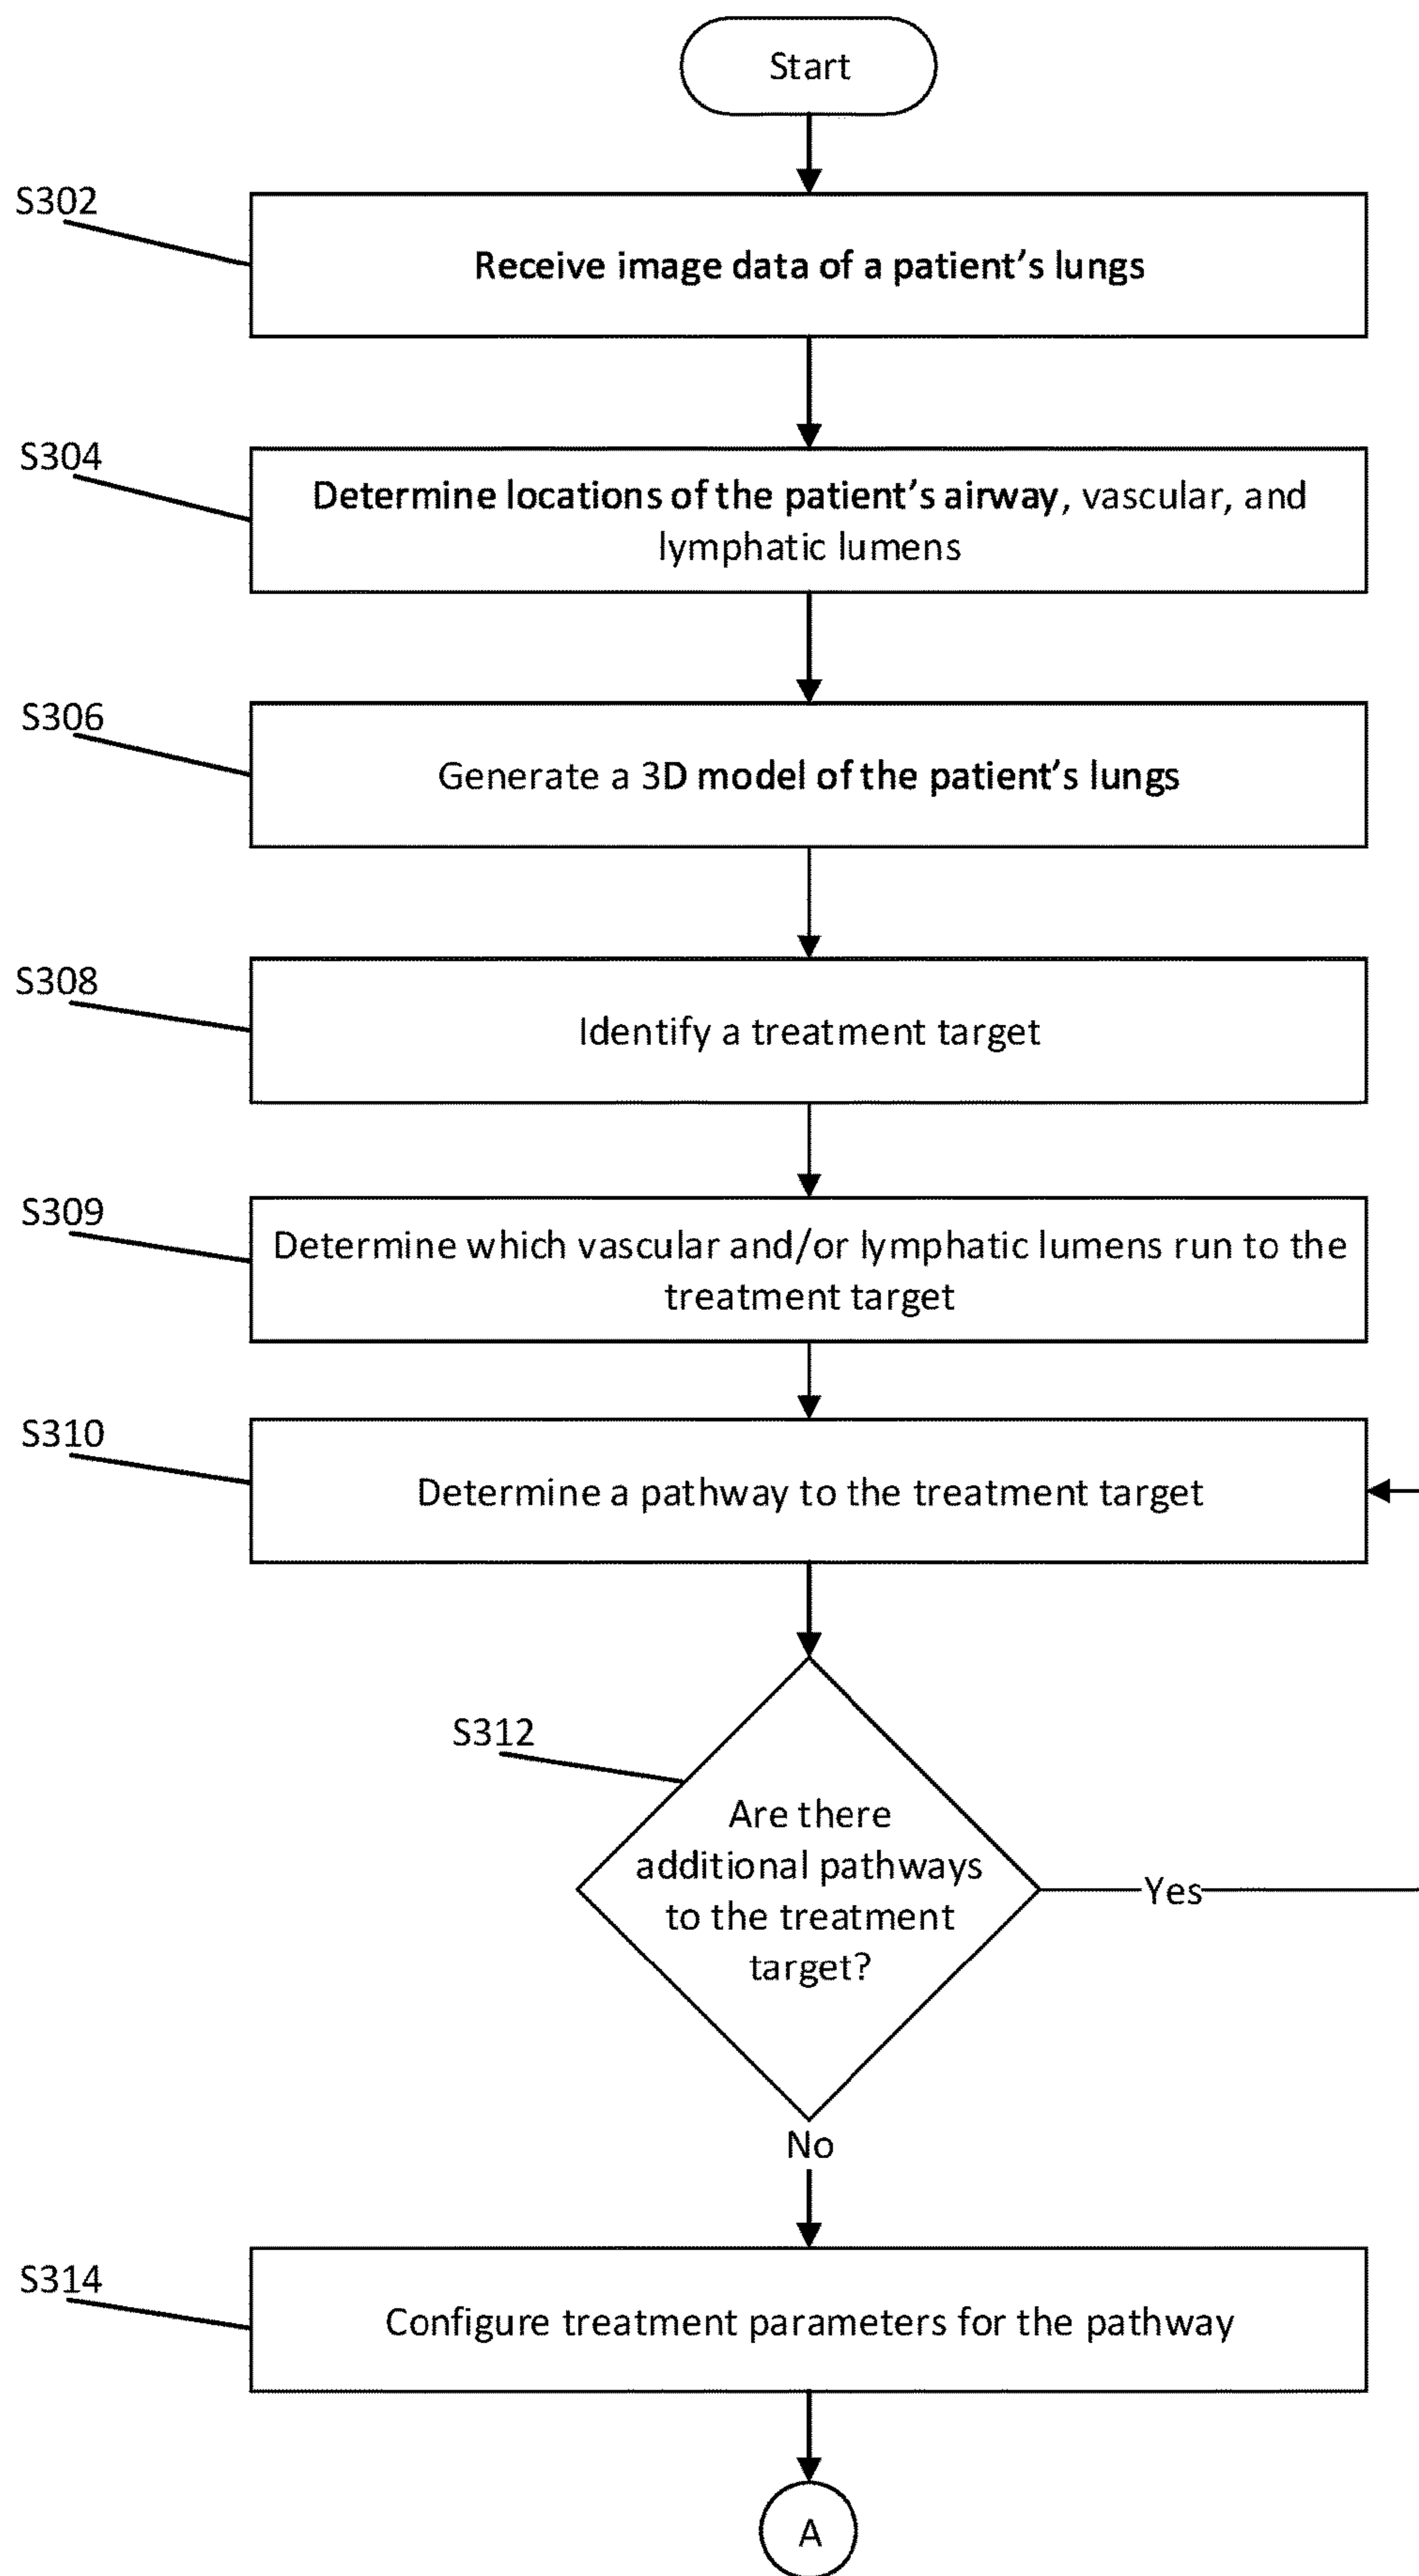 Start
S302
Receive image data of a patient’s lungs
S304
Determine locations of the patient’s airway, vascular, and
lymphatic lumens
S306
Generate a 3D model of the patient’s lungs
S308
Identify a treatment target
S309
Determine which vascular and/or lymphatic lumens run to the
treatment target
S310
Determine a pathway to the treatment target
S312
Are there
additional pathways
to the treatment
target?
Yes
No
S314
Configure treatment parameters for the pathway
A